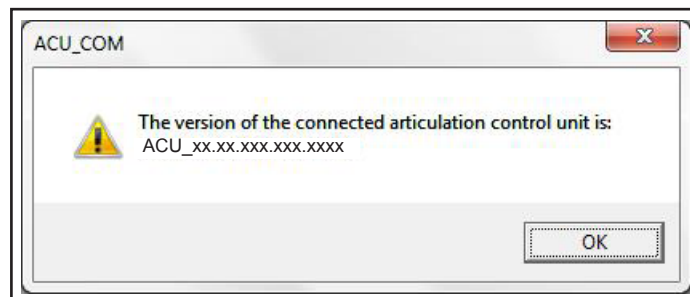 ACU_COM
The version of the connected articulation control unit is:
ACU_xx.xx.xxx.xxx.xxxx
OK